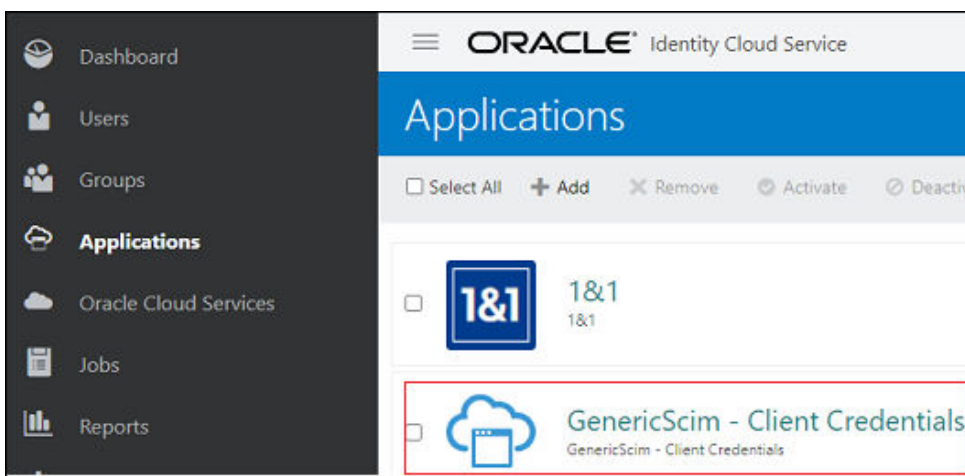 Dashboard
Users
Groups
Applications
Oracle Cloud Services
Jobs
Reports
ORACLE® Identity Cloud Service
Applications
Select All Add Remove Activate Deactiv
1&1
1&1
1&1
GenericScim - Client Credentials
GenericScim - Client Credentials